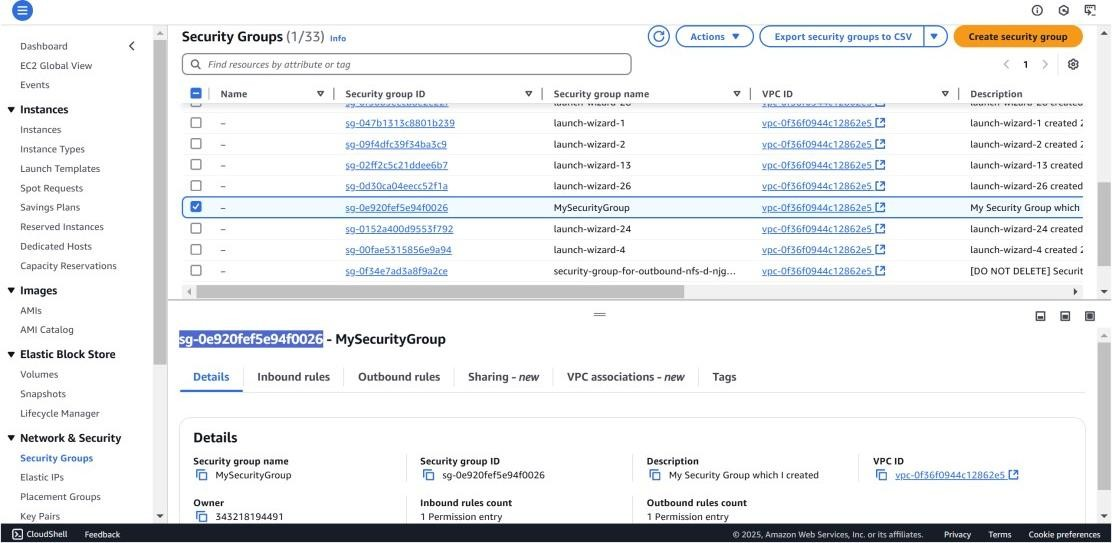 Security Groups (1/33) Info
Actions
Export security groups to CSV
Create security group
Find resources by attribute or tag
1
Name
Security group ID
Security group name
VPC ID
Description
– sg-047b1313c8801b239 launch-wizard-1 vpc-0f36f0944c12862e5 launch-wizard-1 created 2
– sg-09f4dfc39f34ba3c9 launch-wizard-2 vpc-0f36f0944c12862e5 launch-wizard-2 created 2
– sg-02ff2c5c21ddee6b7 launch-wizard-13 vpc-0f36f0944c12862e5 launch-wizard-13 created
– sg-0d30ca04eecc52f1a launch-wizard-26 vpc-0f36f0944c12862e5 launch-wizard-26 created
– sg-0e920fef5e94f0026 MySecurityGroup vpc-0f36f0944c12862e5 My Security Group which
– sg-0152a400d9553f792 launch-wizard-24 vpc-0f36f0944c12862e5 launch-wizard-24 created
– sg-00fae5315856e9a94 launch-wizard-4 vpc-0f36f0944c12862e5 launch-wizard-4 created 2
– sg-0f34e7ad3a8f9a2ce security-group-for-outbound-nfs-d-njg... vpc-0f36f0944c12862e5 [DO NOT DELETE] Securit
Dashboard
EC2 Global View
Events
Instances
Instances
Instance Types
Launch Templates
Spot Requests
Savings Plans
Reserved Instances
Dedicated Hosts
Capacity Reservations
Images
AMIs
AMI Catalog
Elastic Block Store
Volumes
Snapshots
Lifecycle Manager
Network & Security
Security Groups
Elastic IPs
Placement Groups
Key Pairs
sg-0e920fef5e94f0026 - MySecurityGroup
Details
Inbound rules
Outbound rules
Sharing - new
VPC associations - new
Tags
Details
Security group name
MySecurityGroup
Security group ID
sg-0e920fef5e94f0026
Description
My Security Group which I created
VPC ID
vpc-0f36f0944c12862e5
Owner
343218194491
Inbound rules count
1 Permission entry
Outbound rules count
1 Permission entry
CloudShell
Feedback
© 2025, Amazon Web Services, Inc. or its affiliates.
Privacy
Terms
Cookie preferences